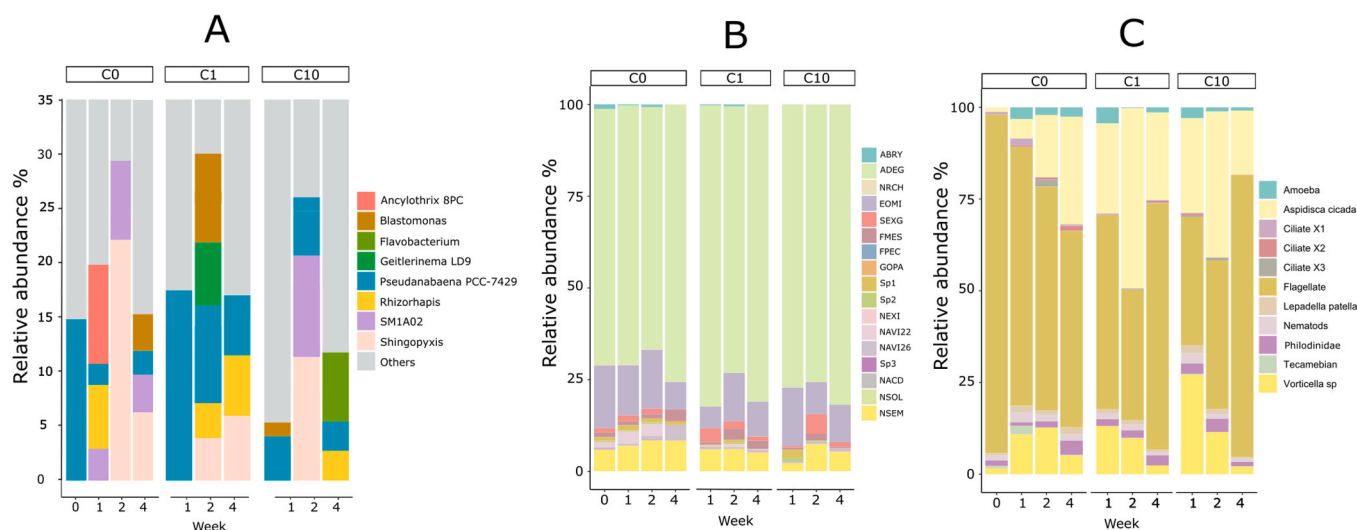 A
C0
C1
C10
Relative abundance %
35
30
25
20
15
10
5
0
0
1
2
4
1
2
4
1
2
4
Week
Ancylothrix 8PC
Blastomonas
Flavobacterium
Geitlerinema LD9
Pseudanabaena PCC-7429
Rhizorhapis
SM1A02
Shingopyxis
Others
B
C0
C1
C10
Relative abundance %
100
75
50
25
0
0
1
2
4
1
2
4
1
2
4
Week
ABRY
ADEG
NRCH
EOMI
SEXG
FMES
FPEC
GOPA
Sp1
Sp2
NEXI
NAVI22
NAVI26
Sp3
NACD
NSOL
NSEM
C
C0
C1
C10
Relative abundance %
100
75
50
25
0
0
1
2
4
1
2
4
1
2
4
Week
Amoeba
Aspidisca cicada
Ciliate X1
Ciliate X2
Ciliate X3
Flagellate
Lepadella patella
Nematods
Philodinidae
Tecamebian
Vorticella sp